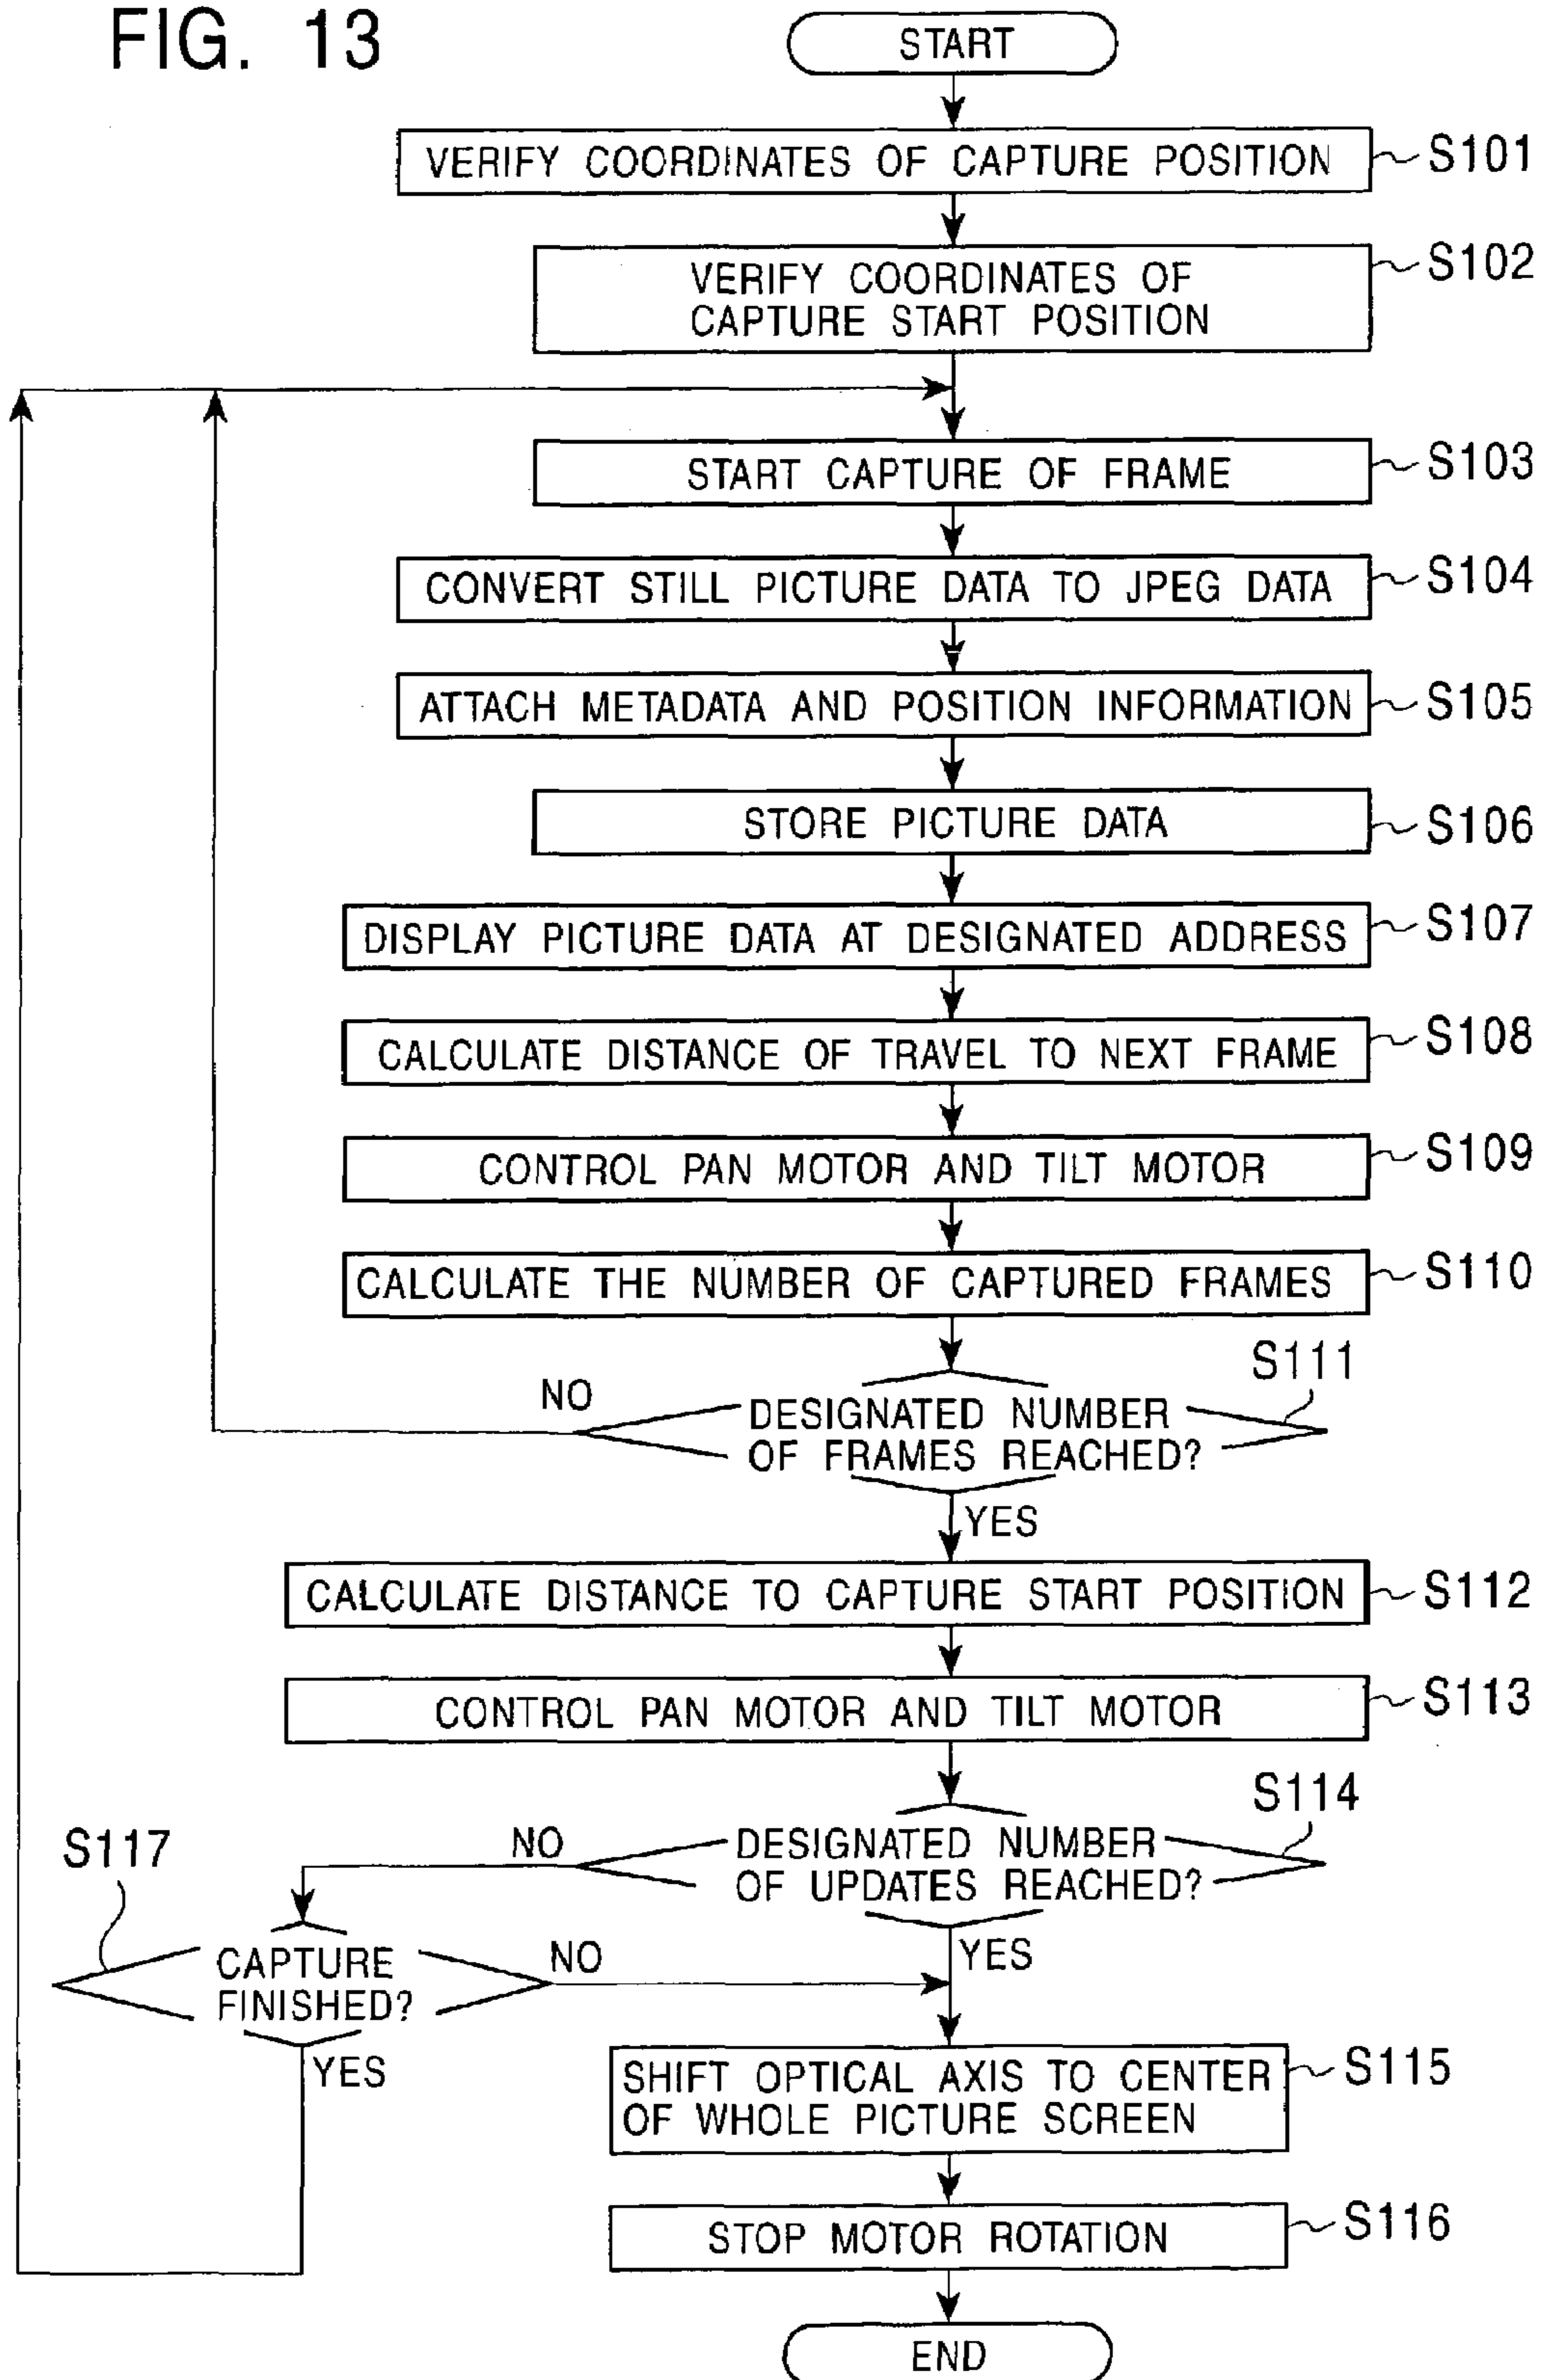 FIG. 13
START
VERIFY COORDINATES OF CAPTURE POSITION
S101
VERIFY COORDINATES OF
CAPTURE START POSITION
S102
START CAPTURE OF FRAME
S103
CONVERT STILL PICTURE DATA TO JPEG DATA
S104
ATTACH METADATA AND POSITION INFORMATION
S105
STORE PICTURE DATA
S106
DISPLAY PICTURE DATA AT DESIGNATED ADDRESS
S107
CALCULATE DISTANCE OF TRAVEL TO NEXT FRAME
S108
CONTROL PAN MOTOR AND TILT MOTOR
S109
CALCULATE THE NUMBER OF CAPTURED FRAMES
S110
S111
NO
DESIGNATED NUMBER
OF FRAMES REACHED?
YES
CALCULATE DISTANCE TO CAPTURE START POSITION
S112
CONTROL PAN MOTOR AND TILT MOTOR
S113
S114
NO
DESIGNATED NUMBER
OF UPDATES REACHED?
YES
S117
CAPTURE
FINISHED?
NO
YES
SHIFT OPTICAL AXIS TO CENTER
OF WHOLE PICTURE SCREEN
S115
STOP MOTOR ROTATION
S116
END